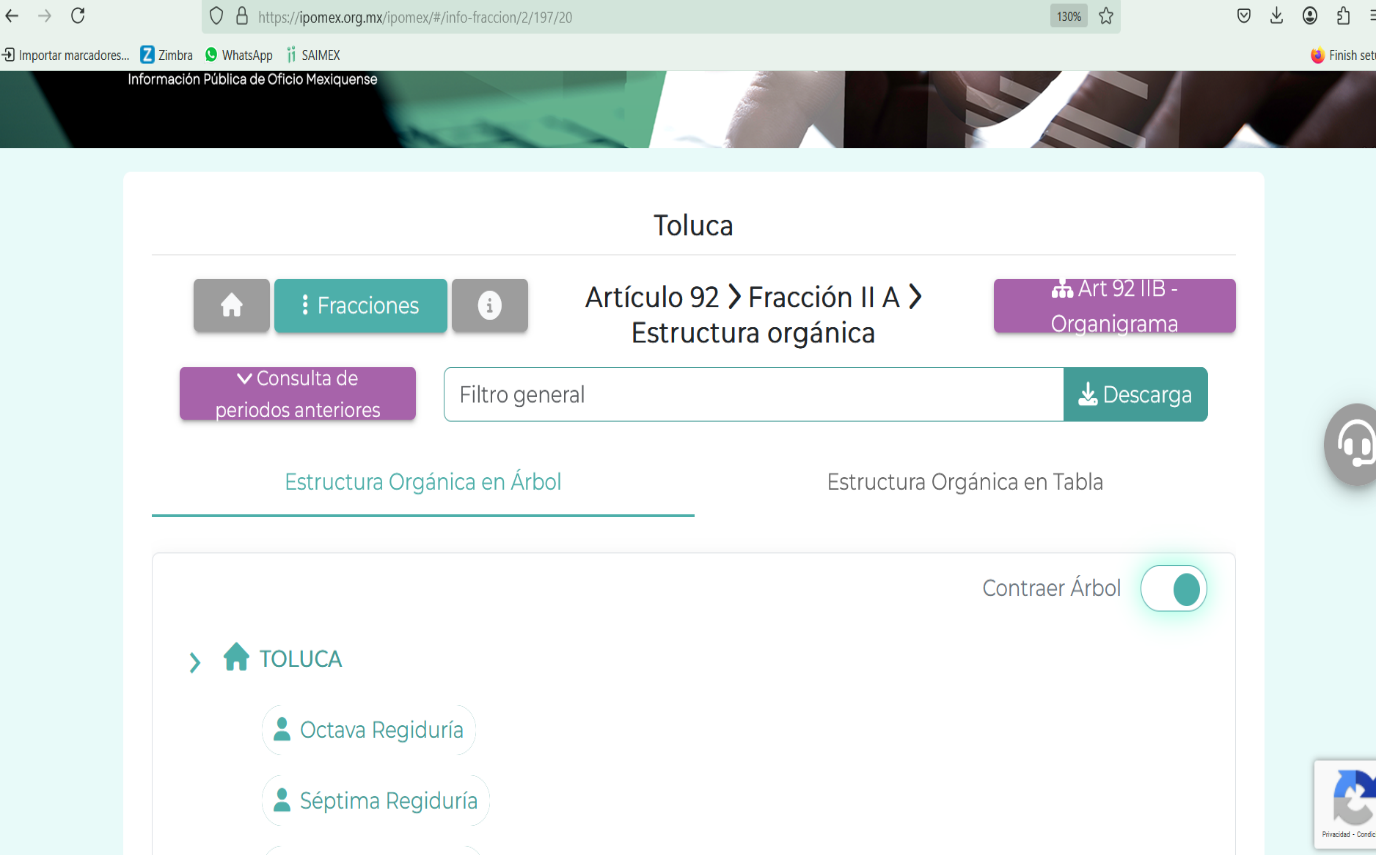 https://ipomex.org.mx/ipomex/#/info-fraccion/2/197/20
130%
Importar marcadores...
Zimbra
WhatsApp
SAIMEX
Finish
Información Pública de Oficio Mexiquense
Toluca
Fracciones
Artículo 92 > Fracción II A >
Estructura orgánica
Art 92 IIB -
Organigrama
Consulta de
periodos anteriores
Filtro general
Descarga
Estructura Orgánica en Árbol
Estructura Orgánica en Tabla
Contraer Árbol
TOLUCA
Octava Regiduría
Séptima Regiduría
Privacidad -